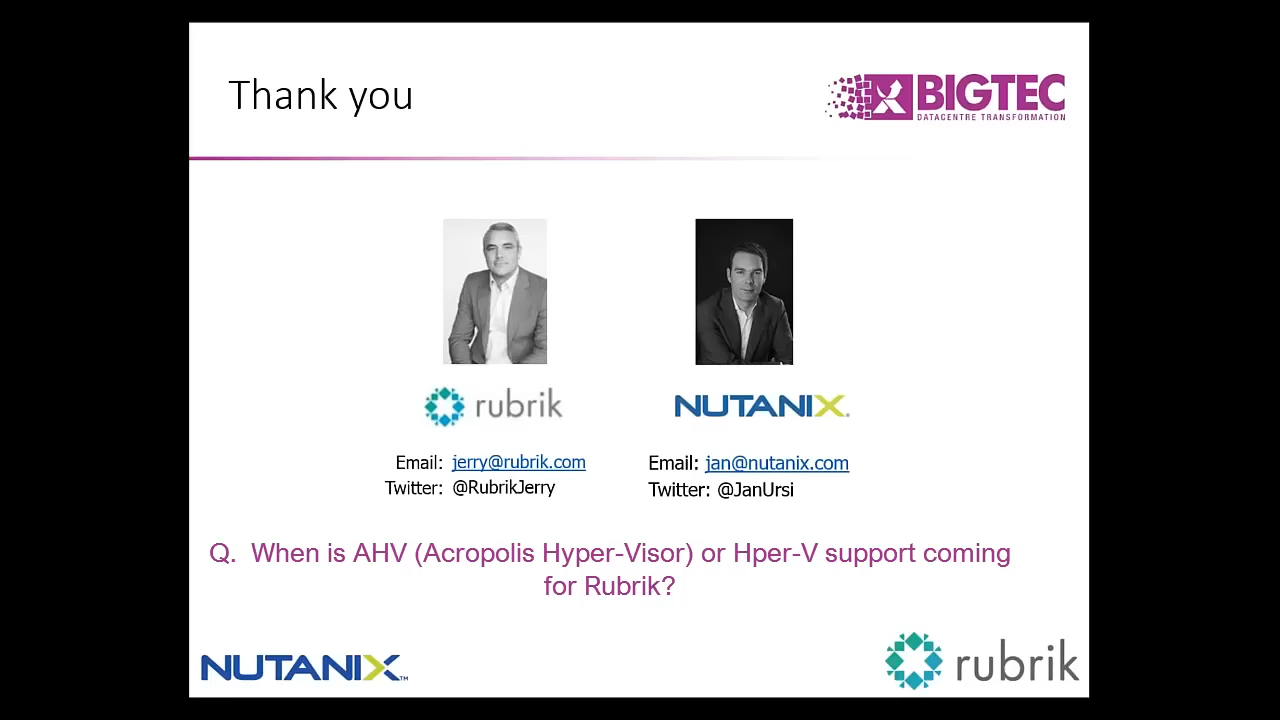 Thank you
BIGTEC
DATACENTRE TRANSFORMATION
rubrik
NUTANIX
Email: jerry@rubrik.com
Twitter: @RubrikJerry
Email: jan@nutanix.com
Twitter: @JanUrsi
Q. When is AHV (Acropolis Hyper-Visor) or Hper-V support coming
for Rubrik?
NUTANIX™
rubrik